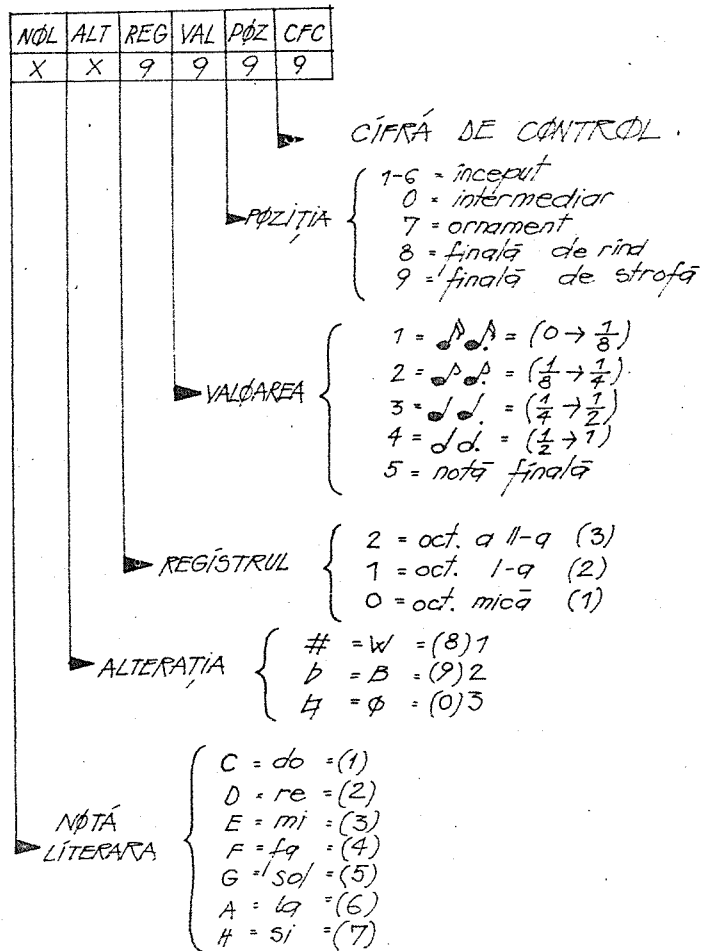 NØL ALT REG VAL PØZ CFC
X X 9 9 9 9
CIFRĂ DE CØNTRØL.
PØZIȚIA
1-6 = început
0 = intermediar
7 = ornament
8 = finală de rînd
9 = finală de strofă
VALØAREA
1 = 𝅘𝅥𝅯 𝅘𝅥𝅯. = (0 → 1/8)
2 = ♪ ♪. = (1/8 → 1/4)
3 = ♩ ♩. = (1/4 → 1/2)
4 = 𝅗𝅥 𝅗𝅥. = (1/2 → 1)
5 = notă finală
REGISTRUL
2 = oct. a II-a (3)
1 = oct. I-a (2)
0 = oct. mică (1)
ALTERAȚIA
# = W = (8)1
♭ = B = (9)2
♮ = Ø = (0)3
NØTĂ
LITERARA
C = do = (1)
D = re = (2)
E = mi = (3)
F = fa = (4)
G = sol = (5)
A = la = (6)
H = si = (7)